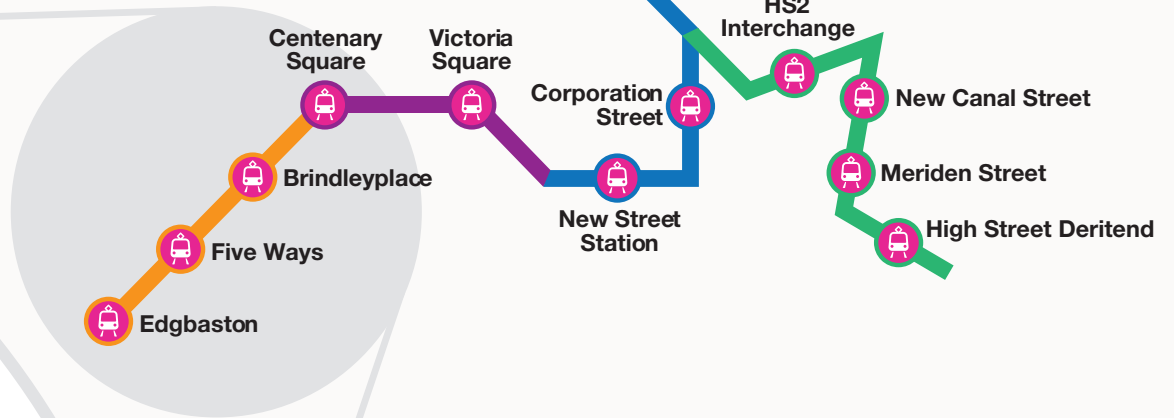 HS2
Interchange
Centenary
Square
Victoria
Square
Corporation
Street
New Canal Street
Brindleyplace
Meriden Street
New Street
Station
High Street Deritend
Five Ways
Edgbaston